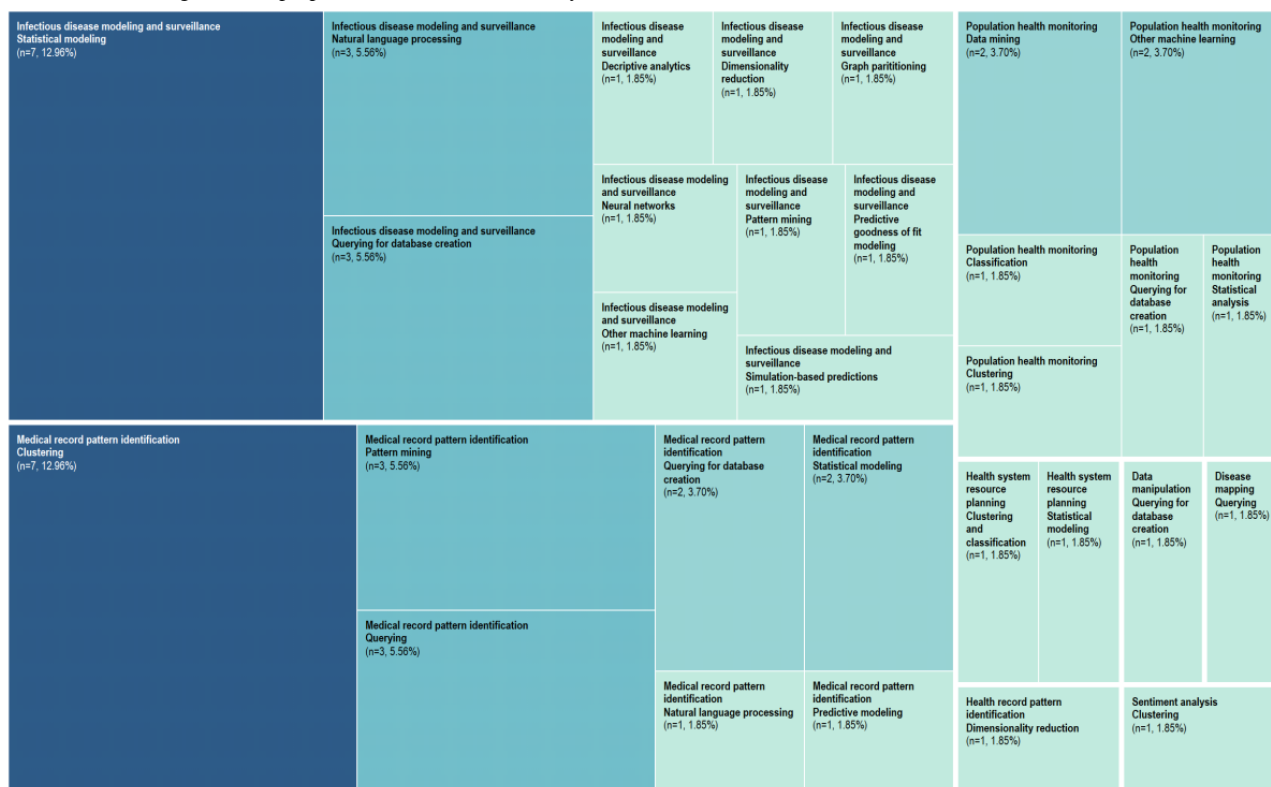 Infectious disease modeling and surveillance
Statistical modeling
(n=7, 12.96%)
Infectious disease modeling and surveillance
Natural language processing
(n=3, 5.56%)
Infectious disease modeling and surveillance
Querying for database creation
(n=3, 5.56%)
Infectious disease
modeling and
surveillance
Decriptive analytics
(n=1, 1.85%)
Infectious disease
modeling and
surveillance
Dimensionality
reduction
(n=1, 1.85%)
Infectious disease
modeling and
surveillance
Graph paritioning
(n=1, 1.85%)
Infectious disease modeling
and surveillance
Neural networks
(n=1, 1.85%)
Infectious disease
modeling and
surveillance
Pattern mining
(n=1, 1.85%)
Infectious disease
modeling and
surveillance
Predictive
goodness of fit
modeling
(n=1, 1.85%)
Infectious disease modeling
and surveillance
Other machine learning
(n=1, 1.85%)
Infectious disease modeling and
surveillance
Simulation-based predictions
(n=1, 1.85%)
Population health monitoring
Data mining
(n=2, 3.70%)
Population health monitoring
Other machine learning
(n=2, 3.70%)
Population health monitoring
Classification
(n=1, 1.85%)
Population
health
monitoring
Querying for
database
creation
(n=1, 1.85%)
Population
health
monitoring
Statistical
analysis
(n=1, 1.85%)
Population health monitoring
Clustering
(n=1, 1.85%)
Medical record pattern identification
Clustering
(n=7, 12.96%)
Medical record pattern identification
Pattern mining
(n=3, 5.56%)
Medical record pattern identification
Querying
(n=3, 5.56%)
Medical record pattern
identification
Querying for database
creation
(n=2, 3.70%)
Medical record pattern
identification
Statistical modeling
(n=2, 3.70%)
Medical record pattern
identification
Natural language processing
(n=1, 1.85%)
Medical record pattern
identification
Predictive modeling
(n=1, 1.85%)
Health system
resource
planning
Clustering
and
classification
(n=1, 1.85%)
Health system
resource
planning
Statistical
modeling
(n=1, 1.85%)
Data
manipulation
Querying for
database
creation
(n=1, 1.85%)
Disease
mapping
Querying
(n=1, 1.85%)
Health record pattern
identification
Dimensionality reduction
(n=1, 1.85%)
Sentiment analysis
Clustering
(n=1, 1.85%)